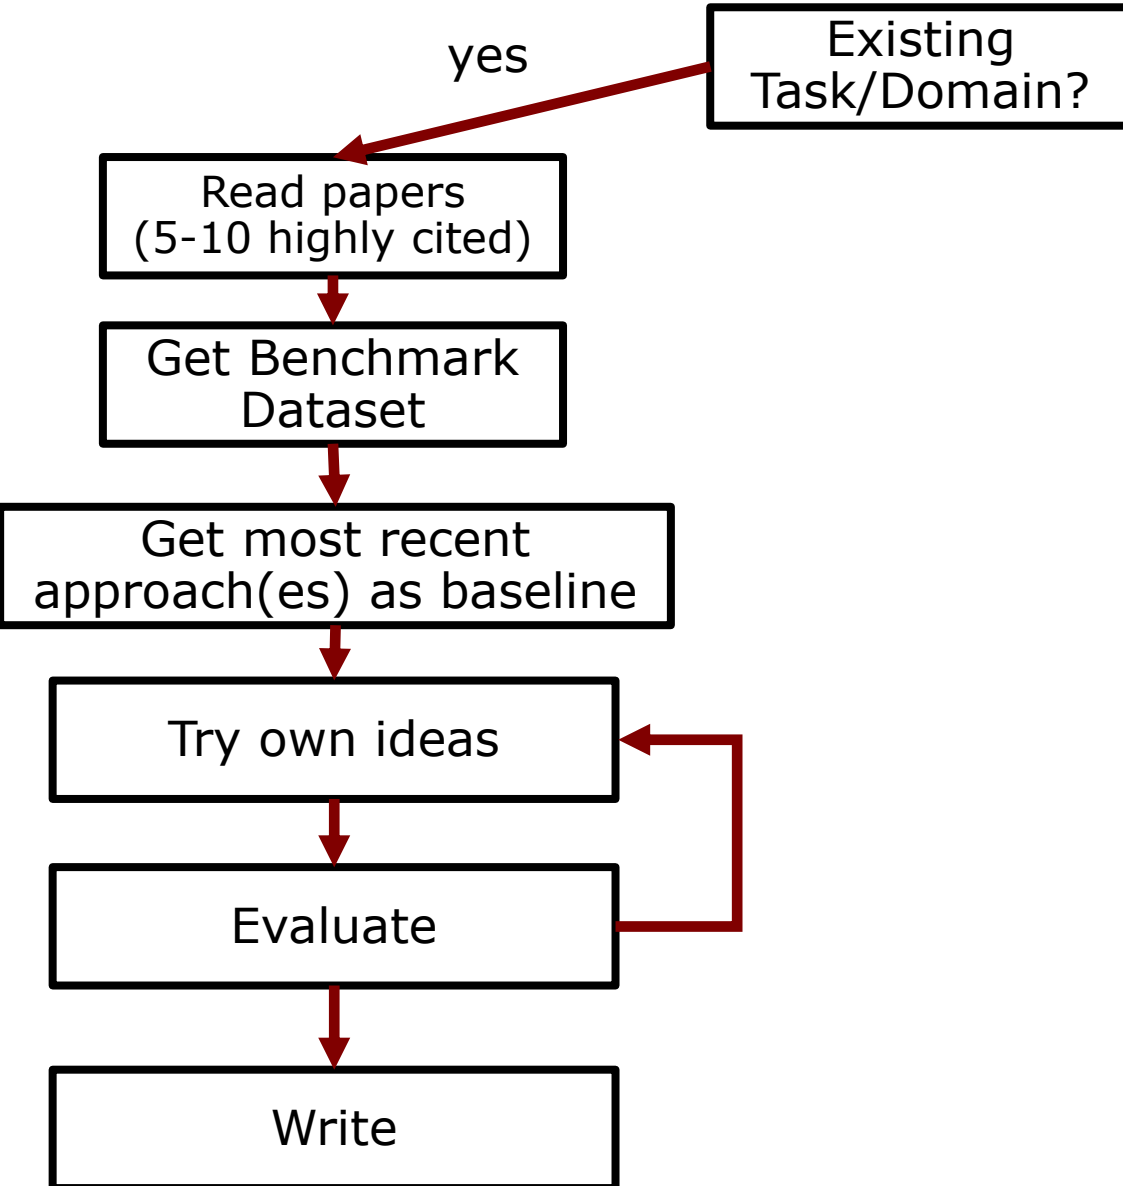 Existing
Task/Domain?
yes
Read papers
(5-10 highly cited)
Get Benchmark
Dataset
Get most recent
approach(es) as baseline
Try own ideas
Evaluate
Write